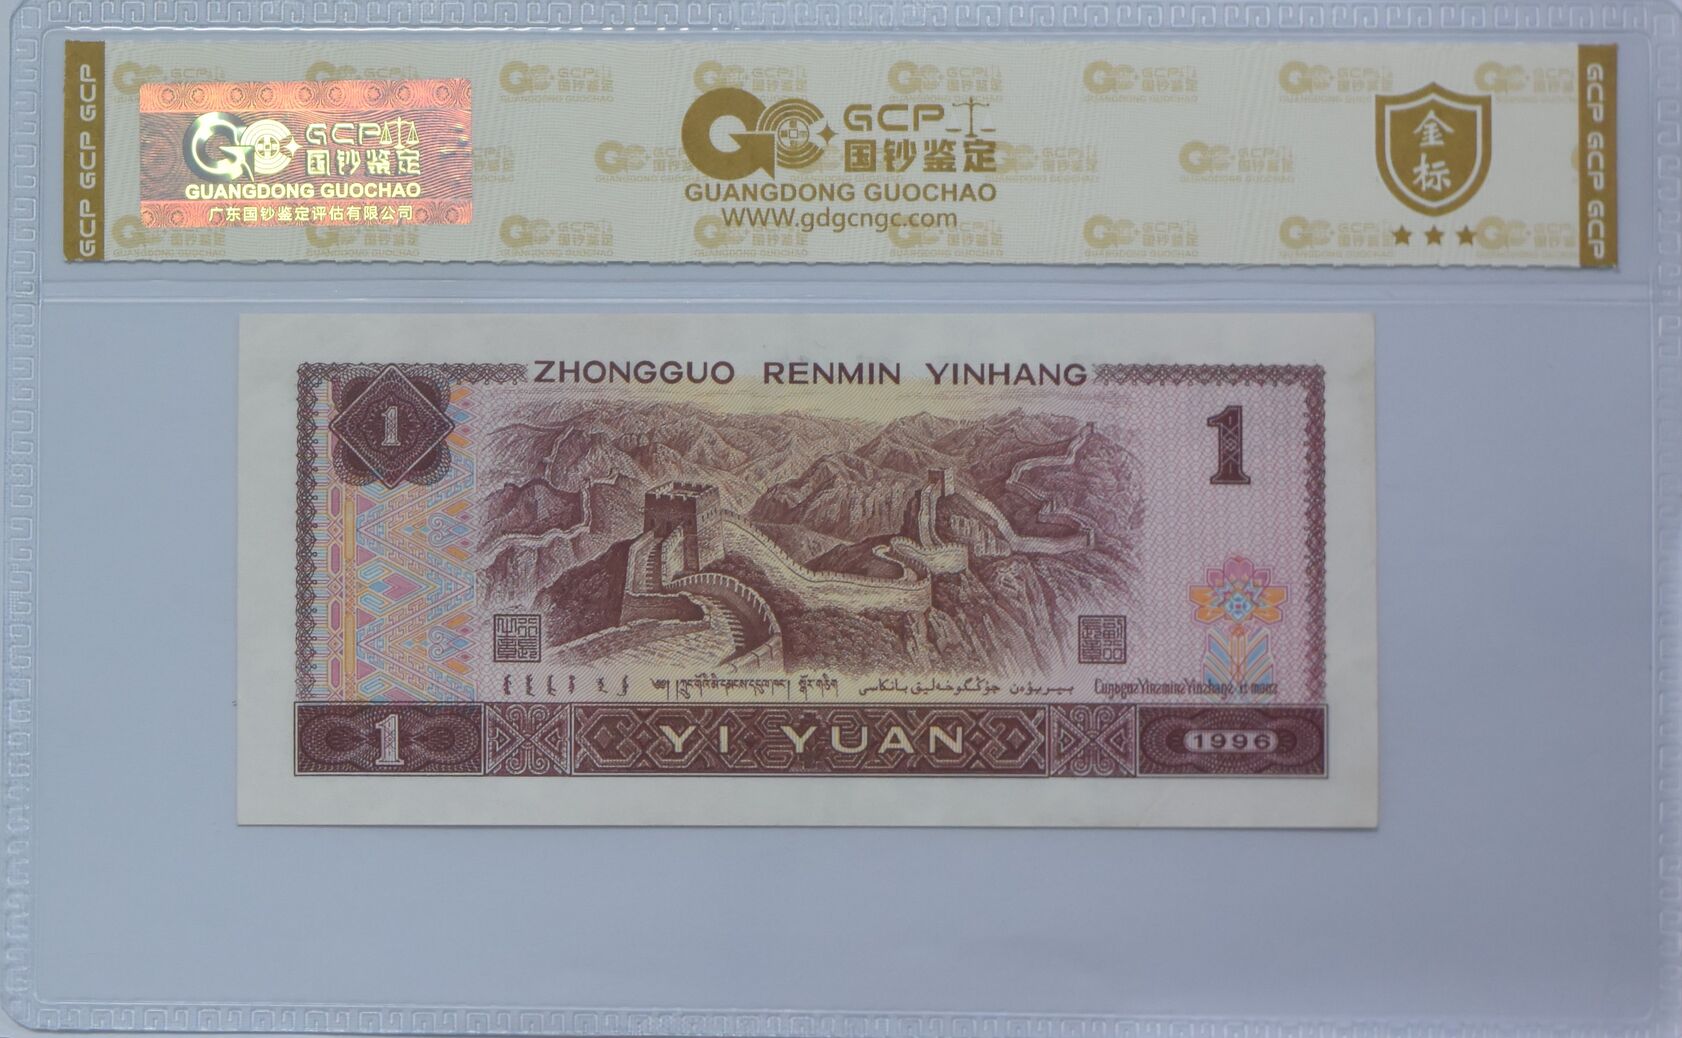 GCP GCP GCP
GCP
国钞鉴定
GUANGDONG GUOCHAO
广东国钞鉴定评估有限公司
GCP
国钞鉴定
GUANGDONG GUOCHAO
WWW.gdgcngc.com
金标
GCP GCP GCP
ZHONGGUO RENMIN YINHANG
1
1
1
YI YUAN
1996